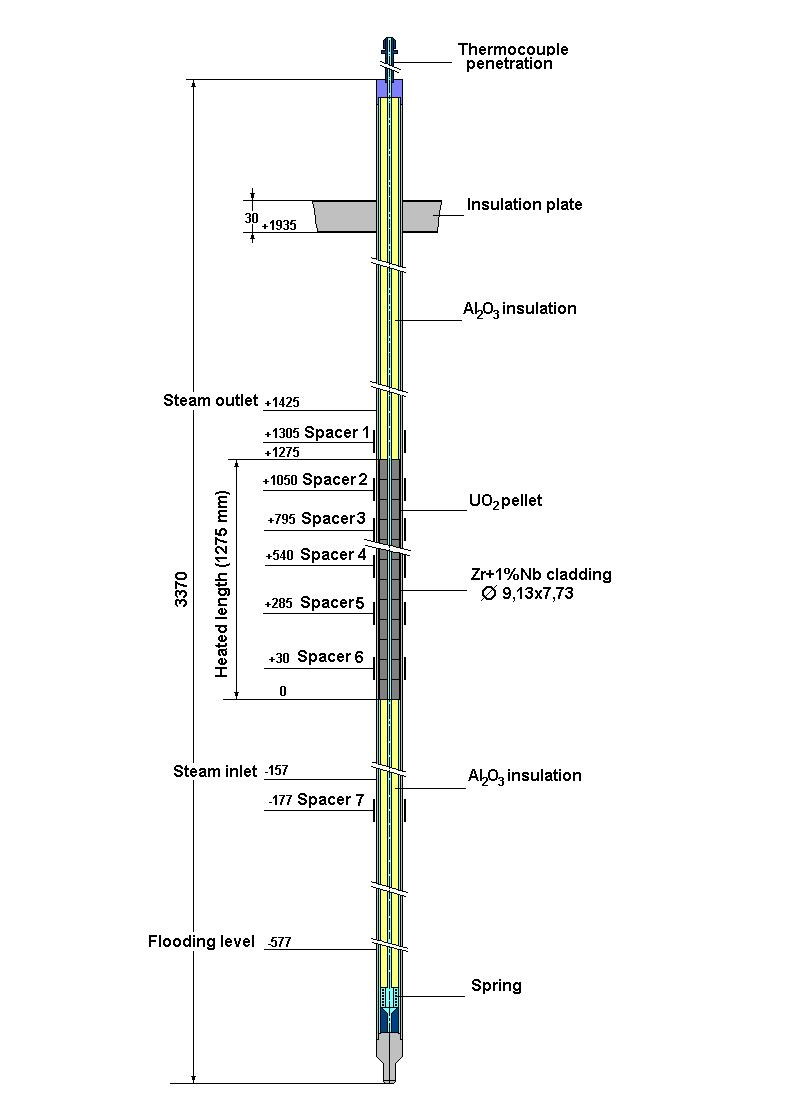 Thermocouple
penetration
Insulation plate
30
+1935
Al2O3 insulation
Steam outlet +1425
+1305 Spacer 1
+1275
+1050 Spacer 2
UO2 pellet
+795 Spacer 3
+540 Spacer 4
Zr+1%Nb cladding
Ø 9,13x7,73
3370
Heated length (1275 mm)
+285 Spacer 5
+30 Spacer 6
0
Steam inlet -157
Al2O3 insulation
-177 Spacer 7
Flooding level -577
Spring